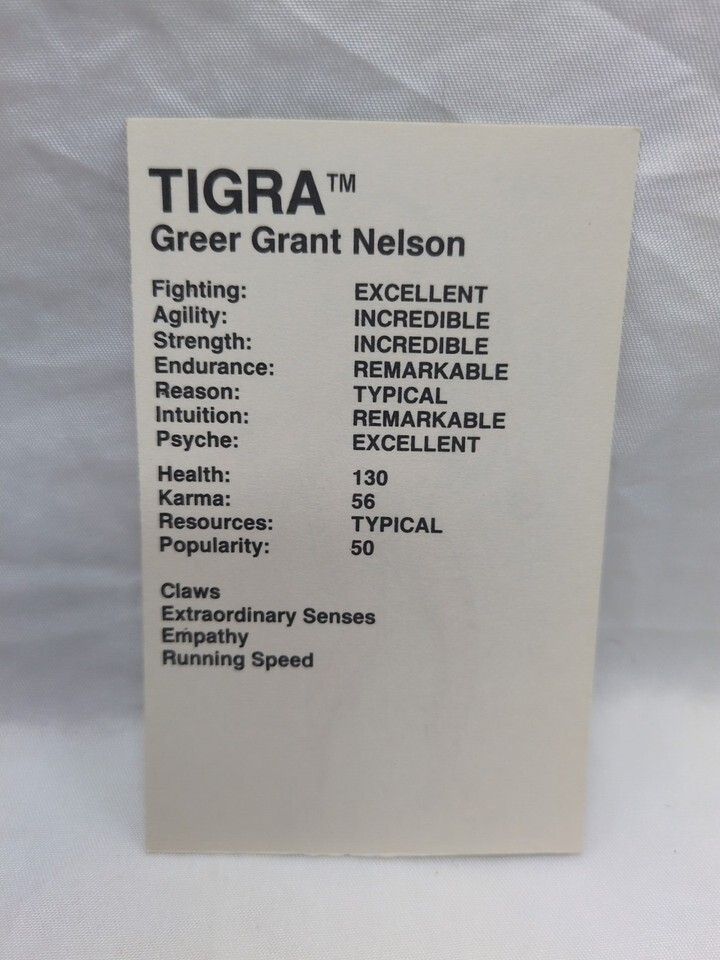 TIGRA™
Greer Grant Nelson
Fighting: EXCELLENT
Agility: INCREDIBLE
Strength: INCREDIBLE
Endurance: REMARKABLE
Reason: TYPICAL
Intuition: REMARKABLE
Psyche: EXCELLENT
Health: 130
Karma: 56
Resources: TYPICAL
Popularity: 50
Claws
Extraordinary Senses
Empathy
Running Speed